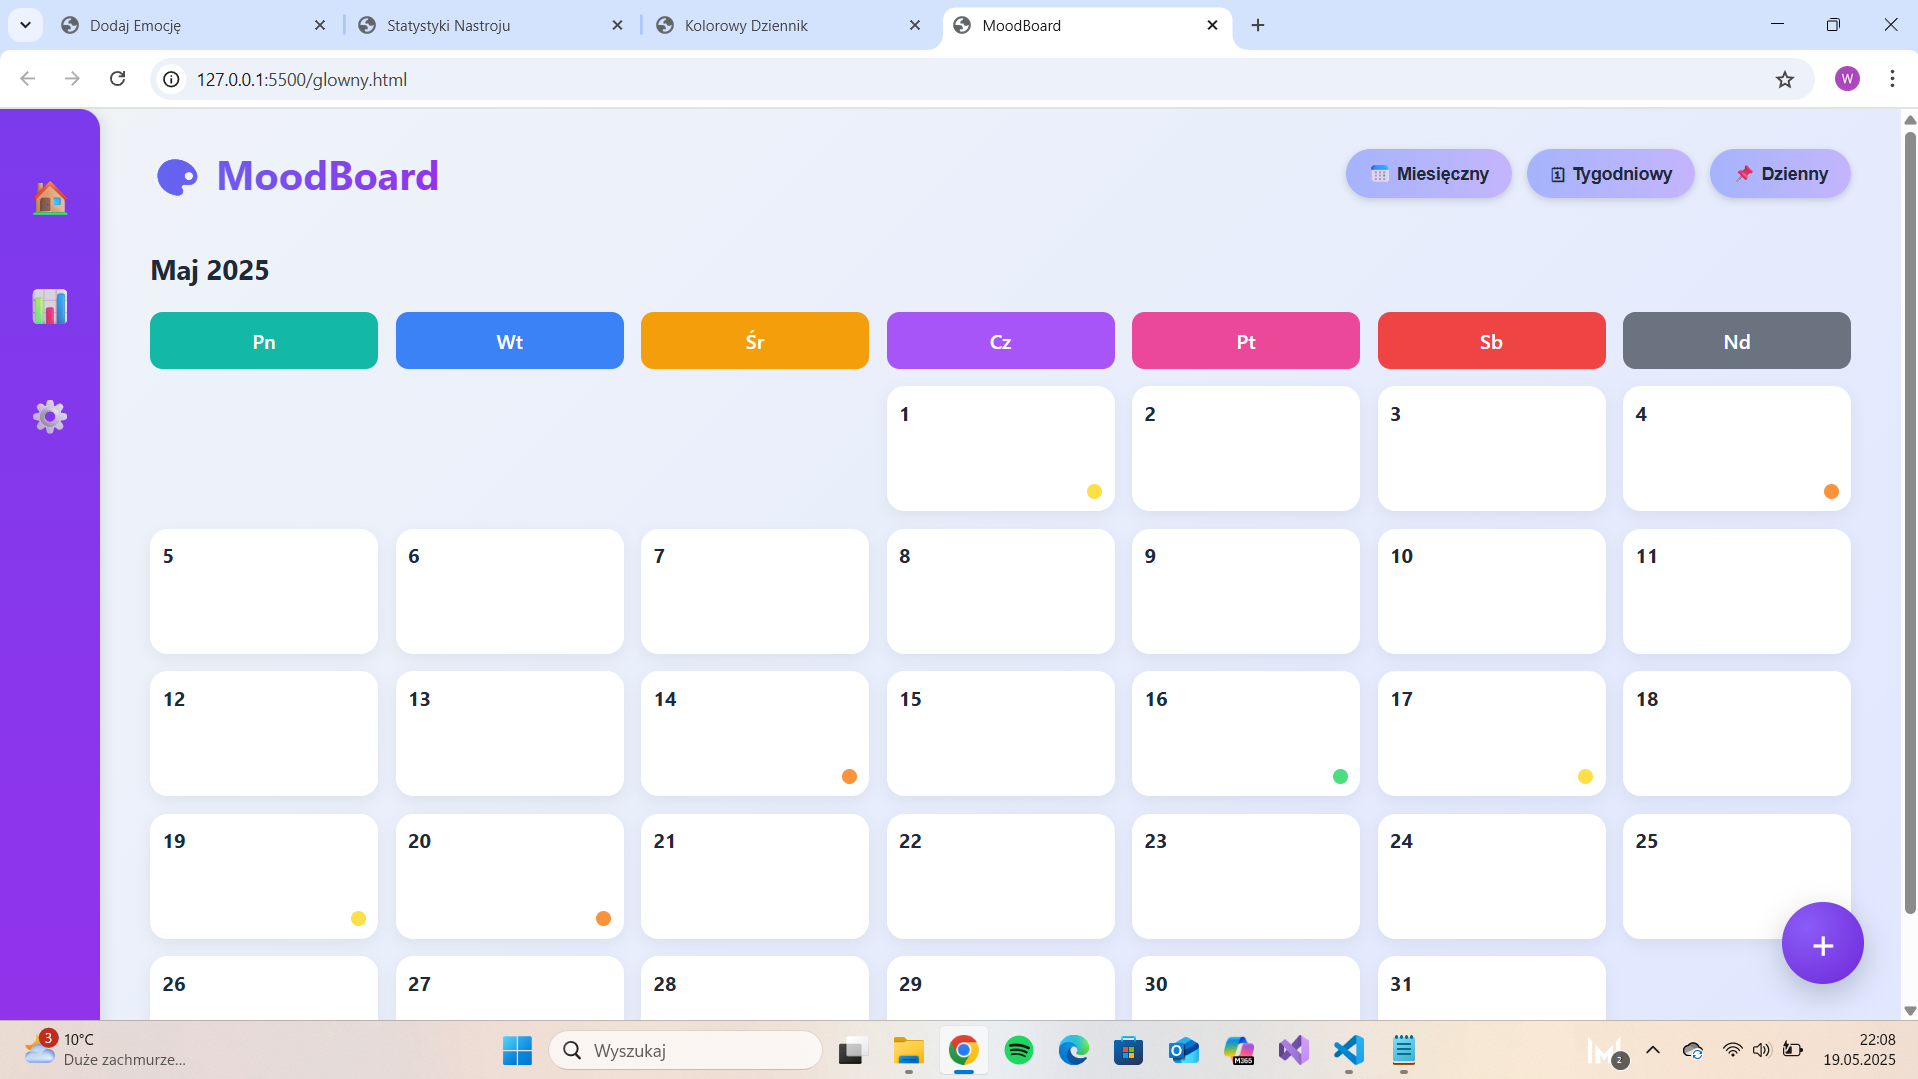 Dodaj Emocję
Statystyki Nastroju
Kolorowy Dziennik
MoodBoard
127.0.0.1:5500/glowny.html
W
MoodBoard
Miesięczny
Tygodniowy
Dzienny
Maj 2025
Pn Wt Śr Cz Pt Sb Nd
1 2 3 4
5 6 7 8 9 10 11
12 13 14 15 16 17 18
19 20 21 22 23 24 25
+
26 27 28 29 30 31
3
10°C
Duże zachmurze...
Wyszukaj
M365
2
22:08
19.05.2025